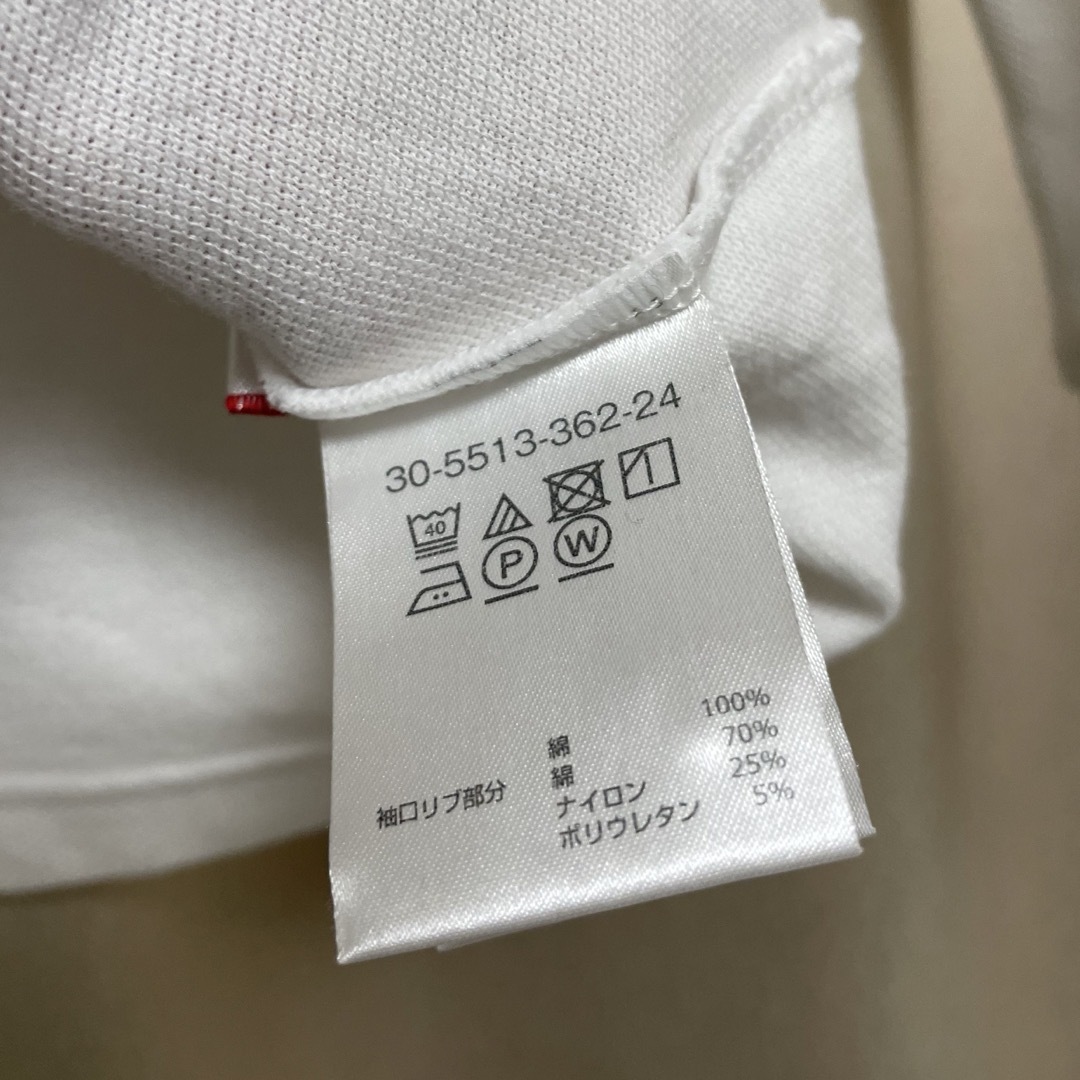 30-5513-362-24
40
P W
綿 100%
袖口リブ部分 綿 70%
ナイロン 25%
ポリウレタン 5%